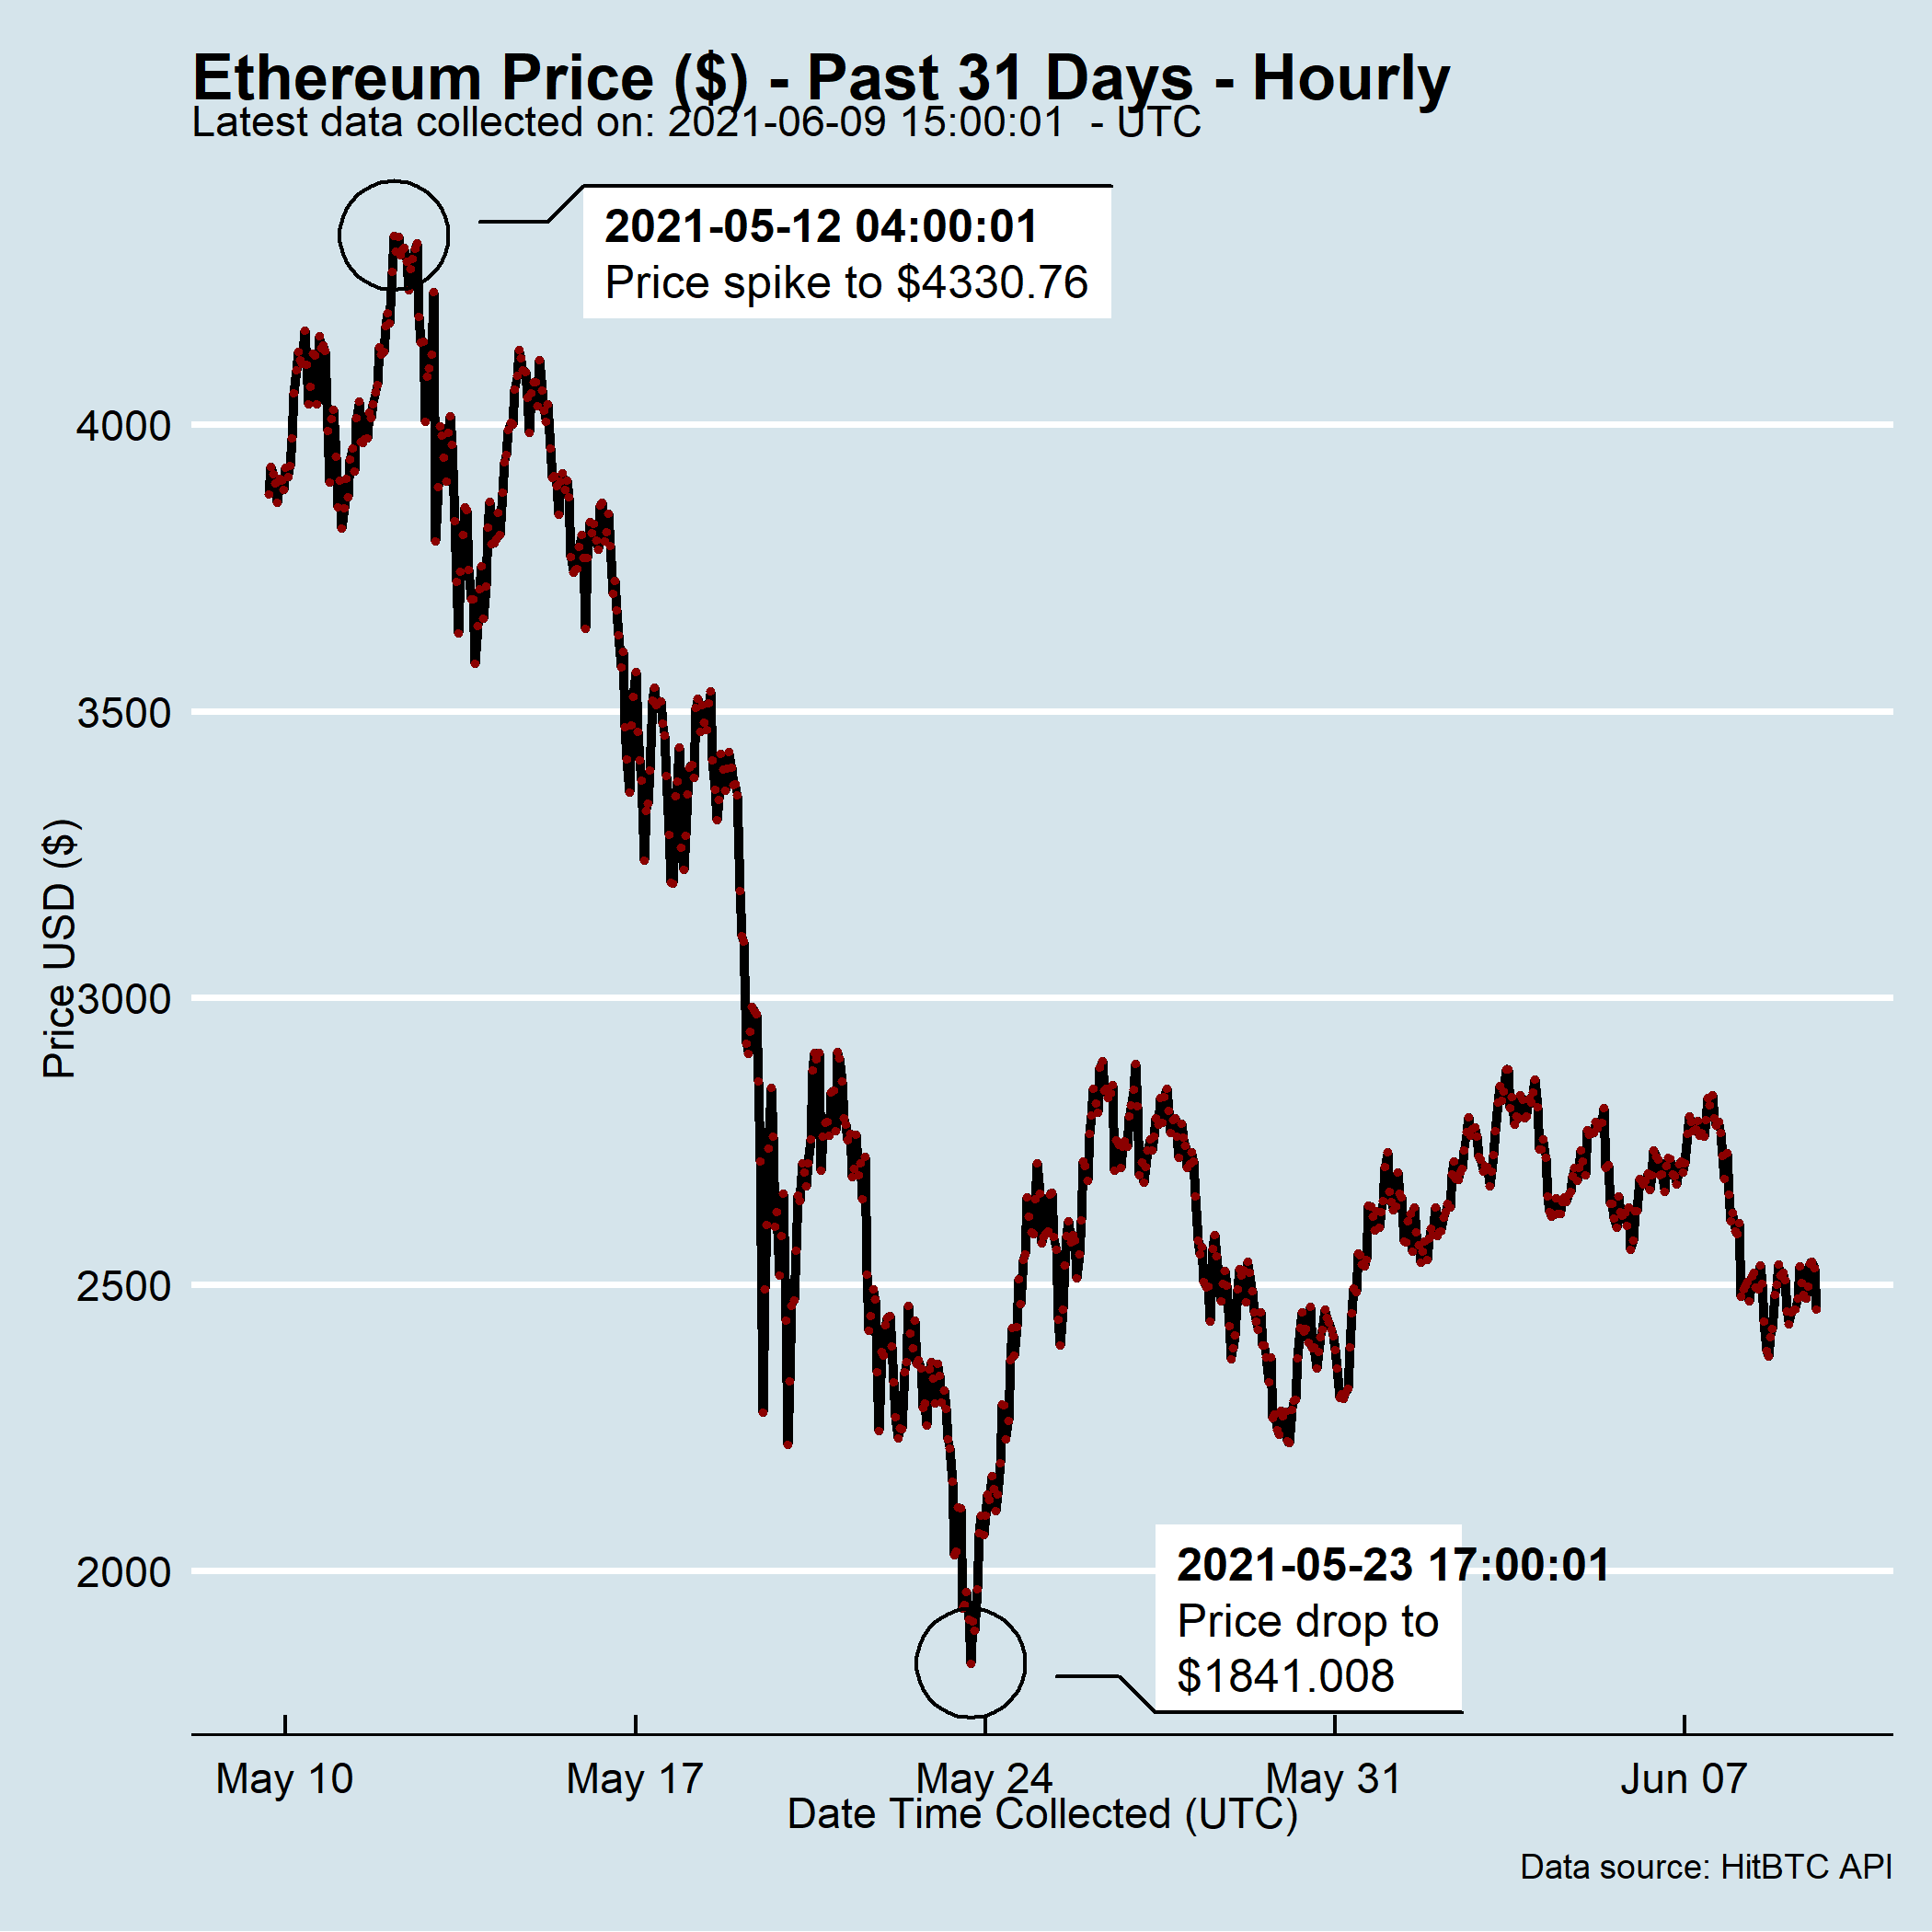 Ethereum Price ($) - Past 31 Days - Hourly
Latest data collected on: 2021-06-09 15:00:01  - UTC
2021-05-12 04:00:01
Price spike to $4330.76
4000
3500
3000
2500
2000
Price USD ($)
2021-05-23 17:00:01
Price drop to
$1841.008
May 10
May 17
May 24
May 31
Jun 07
Date Time Collected (UTC)
Data source: HitBTC API